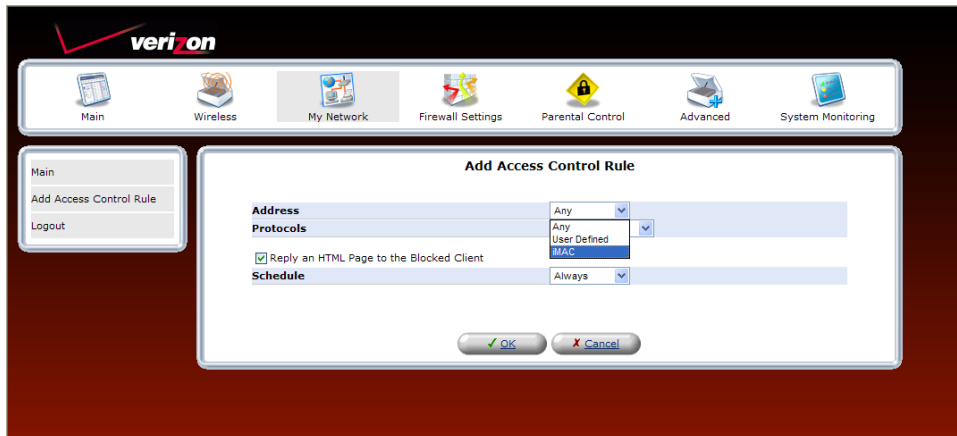 verizon
Main Wireless My Network Firewall Settings Parental Control Advanced System Monitoring
Main
Add Access Control Rule
Logout
Add Access Control Rule
Address Any
Protocols
Any
User Defined
iMAC
Reply an HTML Page to the Blocked Client
Schedule Always
OK Cancel